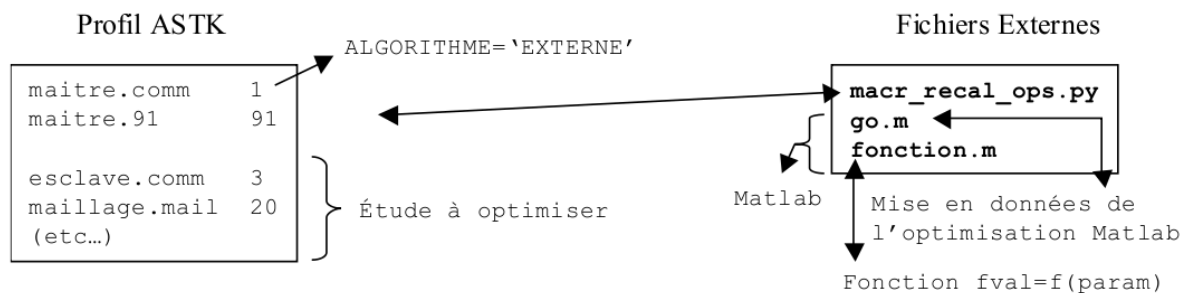 Profil ASTK
Fichiers Externes
ALGORITHME=‘EXTERNE’
maitre.comm 1
maitre.91 91
esclave.comm 3
maillage.mail 20
(etc…)
Étude à optimiser
macr_recal_ops.py
go.m
fonction.m
Matlab
Mise en données de
l’optimisation Matlab
Fonction fval=f(param)